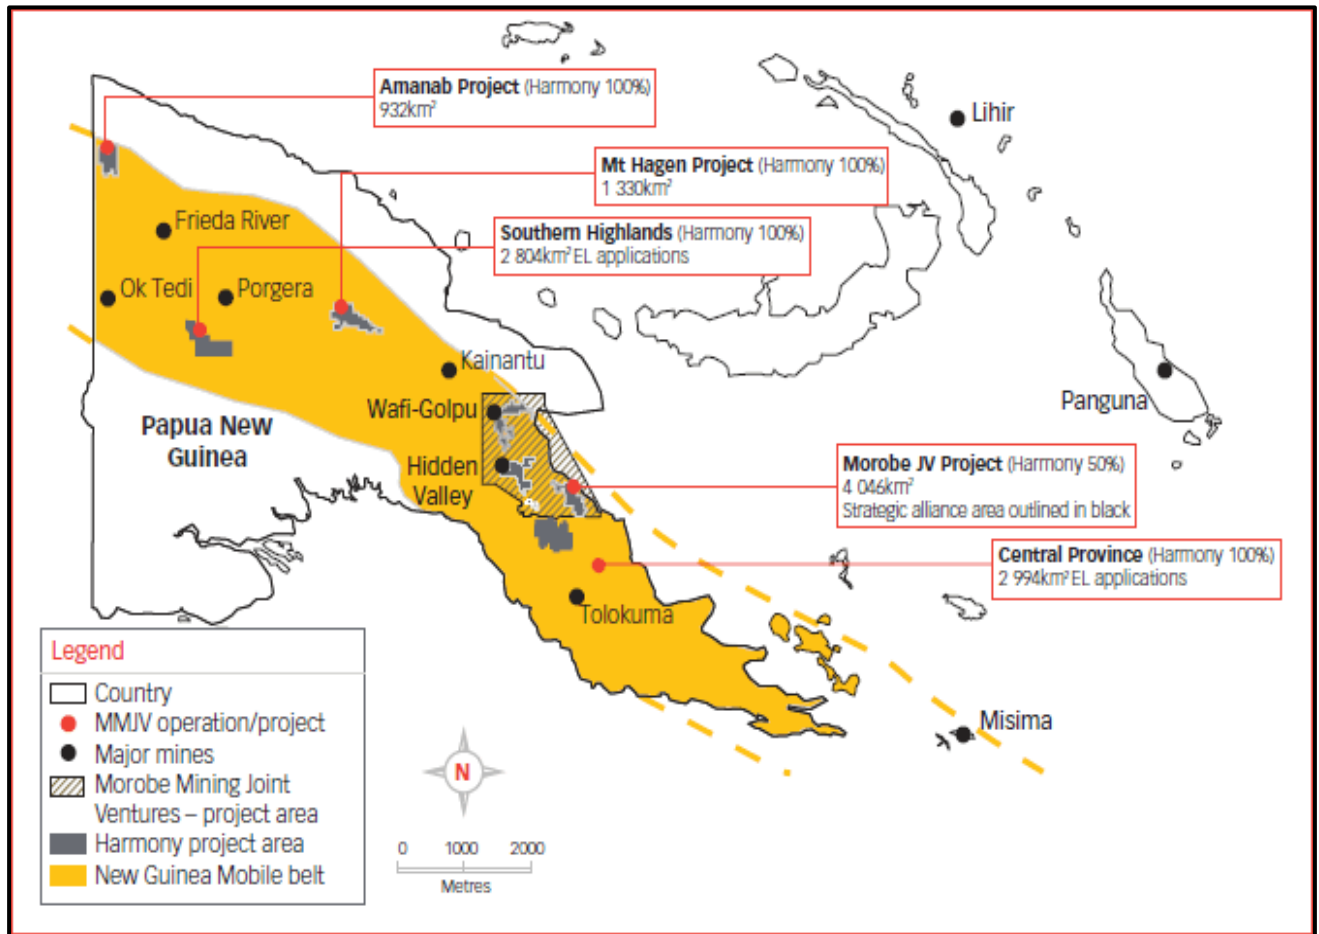 Amanab Project (Harmony 100%)
932km²
Lihir
Mt Hagen Project (Harmony 100%)
1 330km²
Frieda River
Southern Highlands (Harmony 100%)
2 804km² EL applications
Ok Tedi
Porgera
Kainantu
Panguna
Wafi-Golpu
Papua New
Guinea
Hidden
Valley
Morobe JV Project (Harmony 50%)
4 046km²
Strategic alliance area outlined in black
Central Province (Harmony 100%)
2 994km² EL applications
Tolokuma
Misima
Legend
Country
MMJV operation/project
Major mines
Morobe Mining Joint
Ventures – project area
Harmony project area
New Guinea Mobile belt
N
0 1000 2000
Metres